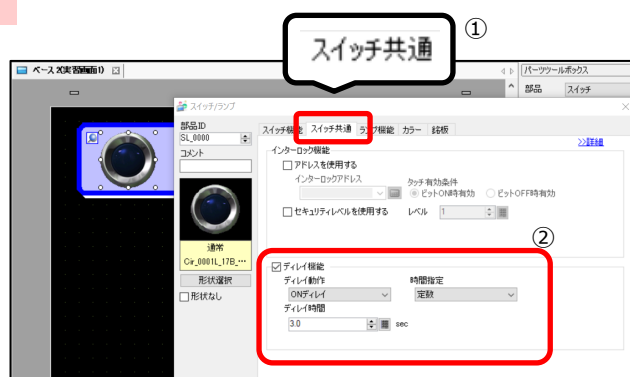 ①
スイッチ共通
ベース 2(実習画面1)
パーツツールボックス
部品 スイッチ
スイッチ/ランプ
部品ID
SL_0000
コメント
スイッチ機能 スイッチ共通 ランプ機能 カラー 銘板
>>詳細
インターロック機能
アドレスを使用する
インターロックアドレス
タッチ有効条件
ビットON時有効 ビットOFF時有効
セキュリティレベルを使用する レベル 1
通常
Cir_0001L_17B_…
形状選択
形状なし
②
ディレイ機能
ディレイ動作 時間指定
ONディレイ 定数
ディレイ時間
3.0 sec